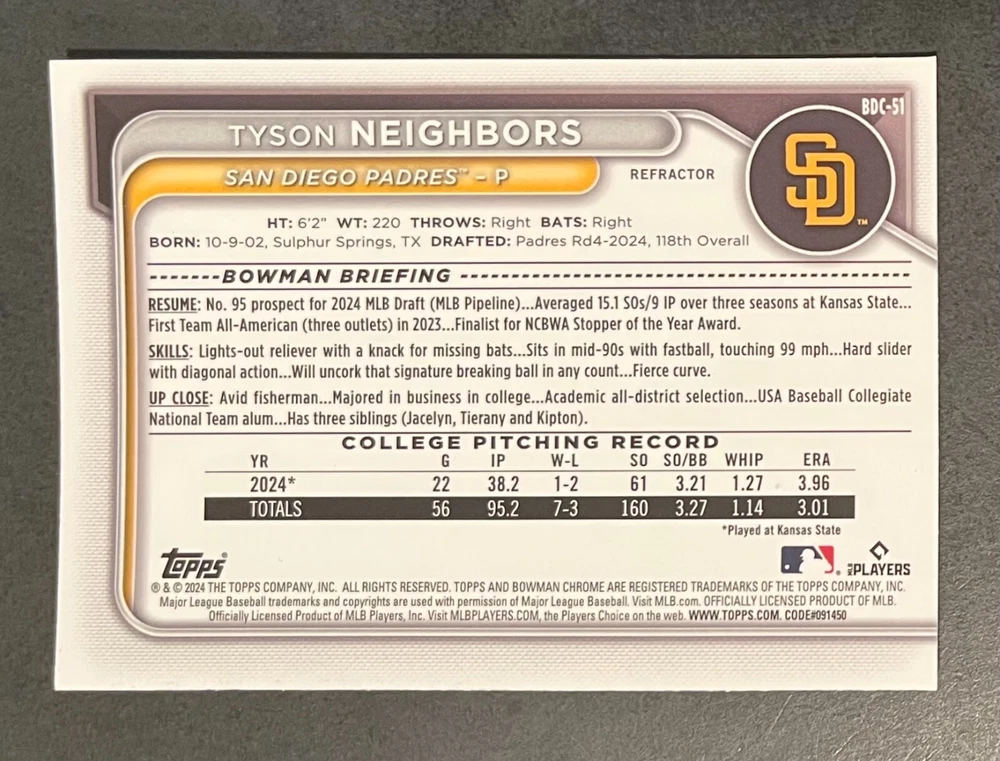 BDC-51
TYSON NEIGHBORS
SAN DIEGO PADRES™ – P
REFRACTOR
SD™
HT: 6'2" WT: 220 THROWS: Right BATS: Right
BORN: 10-9-02, Sulphur Springs, TX DRAFTED: Padres Rd4-2024, 118th Overall
BOWMAN BRIEFING
RESUME: No. 95 prospect for 2024 MLB Draft (MLB Pipeline)...Averaged 15.1 SOs/9 IP over three seasons at Kansas State...
First Team All-American (three outlets) in 2023...Finalist for NCBWA Stopper of the Year Award.
SKILLS: Lights-out reliever with a knack for missing bats...Sits in mid-90s with fastball, touching 99 mph...Hard slider
with diagonal action...Will uncork that signature breaking ball in any count...Fierce curve.
UP CLOSE: Avid fisherman...Majored in business in college...Academic all-district selection...USA Baseball Collegiate
National Team alum...Has three siblings (Jacelyn, Tierany and Kipton).
COLLEGE PITCHING RECORD
YR G IP W-L SO SO/BB WHIP ERA
2024* 22 38.2 1-2 61 3.21 1.27 3.96
TOTALS 56 95.2 7-3 160 3.27 1.14 3.01
*Played at Kansas State
Topps®
MLB PLAYERS
® & © 2024 THE TOPPS COMPANY, INC. ALL RIGHTS RESERVED. TOPPS AND BOWMAN CHROME ARE REGISTERED TRADEMARKS OF THE TOPPS COMPANY, INC.
Major League Baseball trademarks and copyrights are used with permission of Major League Baseball. Visit MLB.com. OFFICIALLY LICENSED PRODUCT OF MLB.
Officially Licensed Product of MLB Players, Inc. Visit MLBPLAYERS.COM, the Players Choice on the web. WWW.TOPPS.COM. CODE#091450